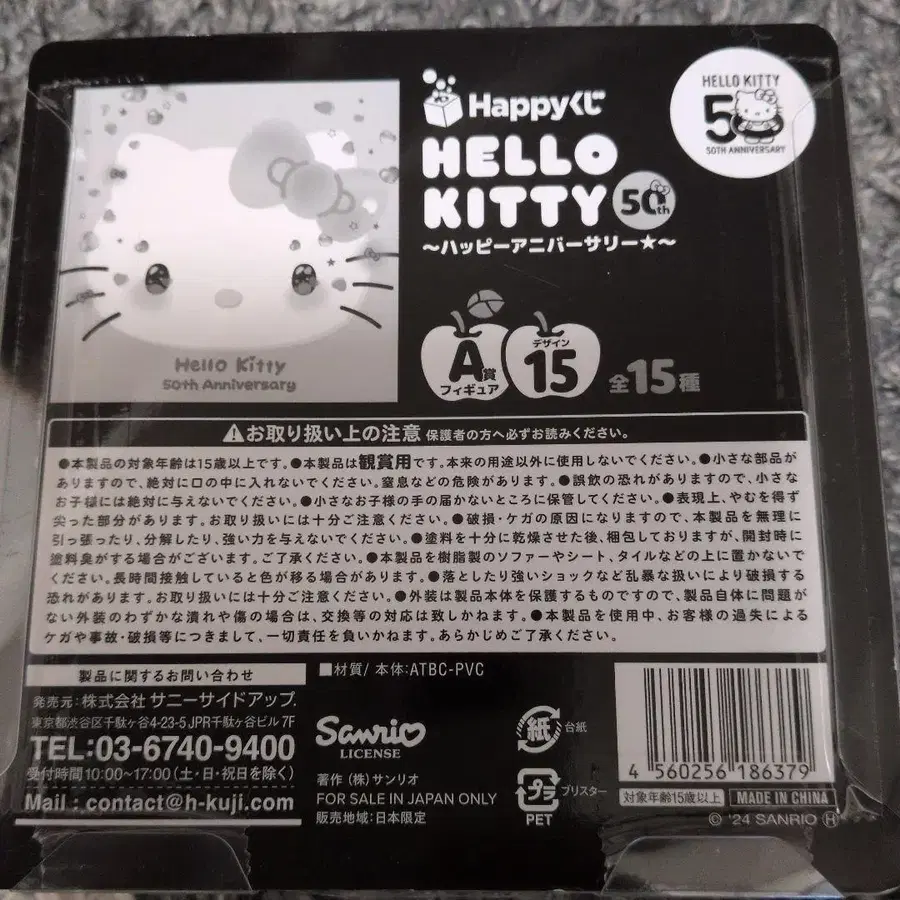 Happyくじ
HELLO
KITTY 50th
～ハッピーアニバーサリー★～
HELLO KITTY
50
50TH ANNIVERSARY
Hello Kitty
50th Anniversary
A賞
フィギュア
デザイン
15
全15種
⚠お取り扱い上の注意 保護者の方へ必ずお読みください。
●本製品の対象年齢は15歳以上です。●本製品は観賞用です。本来の用途以外に使用しないでください。●小さな部品が
ありますので、絶対に口の中に入れないでください。窒息などの危険があります。●誤飲の恐れがありますので、小さな
お子様には絶対に与えないでください。●小さなお子様の手の届かないところに保管してください。●表現上、やむを得ず
尖った部分があります。お取り扱いには十分ご注意ください。●破損・ケガの原因になりますので、本製品を無理に
引っ張ったり、分解したり、強い力を与えないでください。●塗料を十分に乾燥させた後、梱包しておりますが、開封時に
塗料臭がする場合がございます。ご了承ください。●本製品を樹脂製のソファーやシート、タイルなどの上に置かないで
ください。長時間接触していると色が移る場合があります。●落としたり強いショックなど乱暴な扱いにより破損する
恐れがあります。お取り扱いには十分ご注意ください。●外装は製品本体を保護するものですので、製品自体に問題が
ない外装のわずかな潰れや傷の場合は、交換等の対応は致しかねます。●本製品を使用中、お客様の過失による
ケガや事故・破損等につきまして、一切責任を負いかねます。あらかじめご了承ください。
製品に関するお問い合わせ
発売元:株式会社 サニーサイドアップ
東京都渋谷区千駄ヶ谷4-23-5 JPR千駄ヶ谷ビル 7F
TEL:03-6740-9400
受付時間10:00~17:00(土・日・祝日を除く)
Mail : contact@h-kuji.com
■材質/ 本体:ATBC-PVC
Sanrio
LICENSE
著作 (株)サンリオ
FOR SALE IN JAPAN ONLY
販売地域:日本限定
紙 台紙
プラ ブリスター
PET
4 560256 186379
対象年齢15歳以上
MADE IN CHINA
© '24 SANRIO Ⓗ